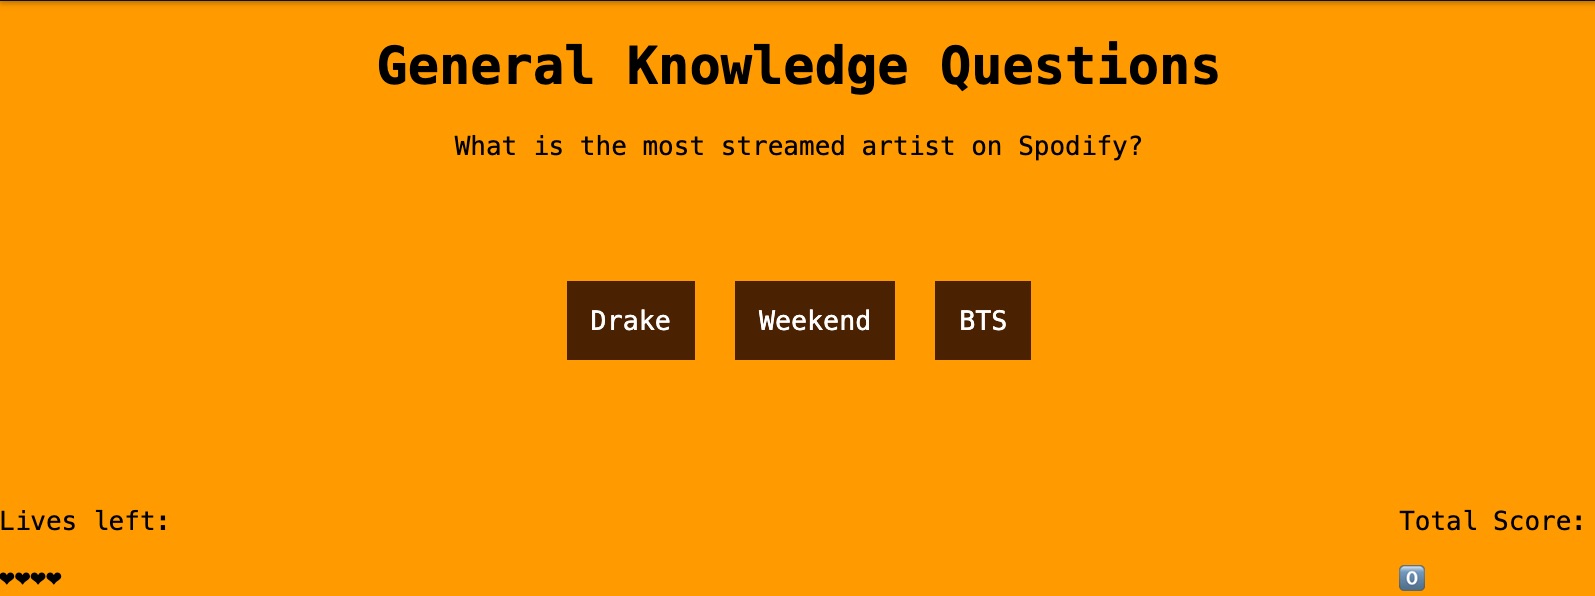 General Knowledge Questions
What is the most streamed artist on Spodify?
Drake
Weekend
BTS
Lives left:
Total Score:
❤❤❤❤
0